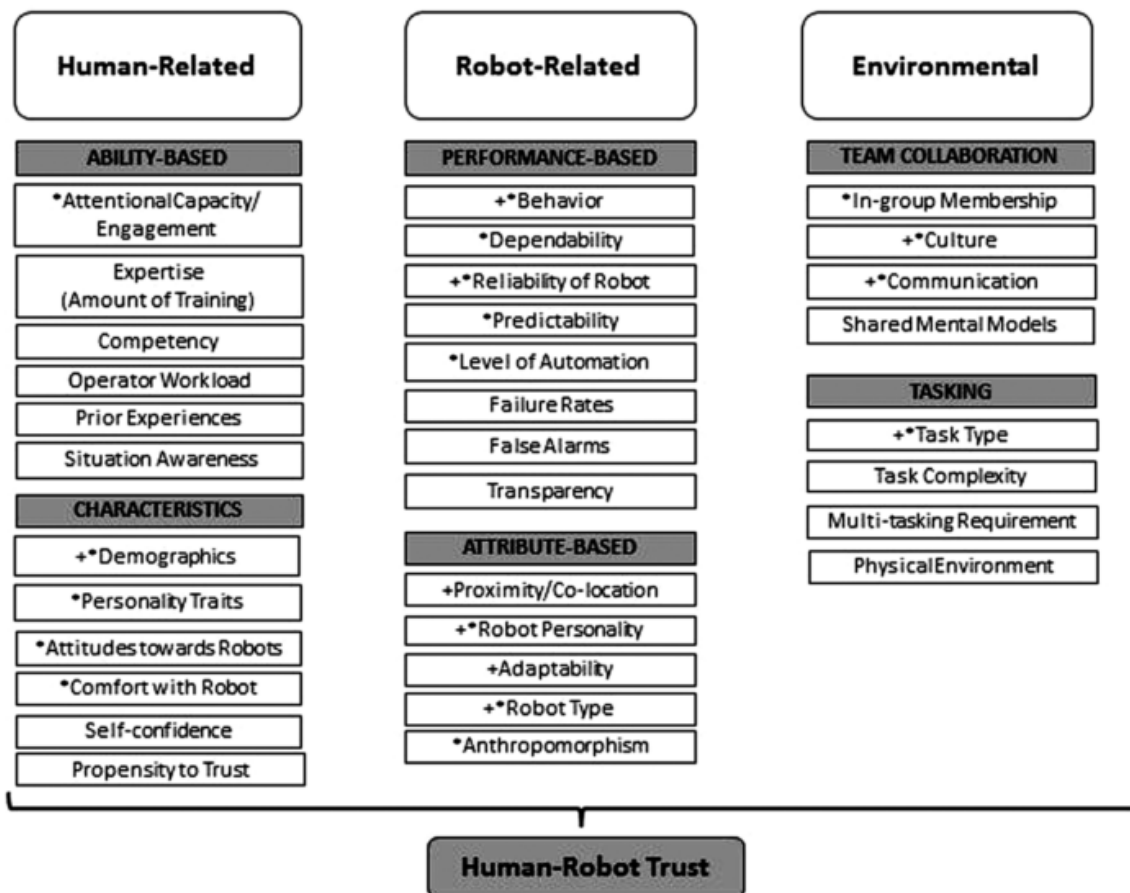 Human-Related
ABILITY-BASED
*Attentional Capacity/
Engagement
Expertise
(Amount of Training)
Competency
Operator Workload
Prior Experiences
Situation Awareness
CHARACTERISTICS
+*Demographics
*Personality Traits
*Attitudes towards Robots
*Comfort with Robot
Self-confidence
Propensity to Trust
Robot-Related
PERFORMANCE-BASED
+*Behavior
*Dependability
+*Reliability of Robot
*Predictability
*Level of Automation
Failure Rates
False Alarms
Transparency
ATTRIBUTE-BASED
+Proximity/Co-location
+*Robot Personality
+Adaptability
+*Robot Type
*Anthropomorphism
Environmental
TEAM COLLABORATION
*In-group Membership
+*Culture
+*Communication
Shared Mental Models
TASKING
+*Task Type
Task Complexity
Multi-tasking Requirement
Physical Environment
Human-Robot Trust